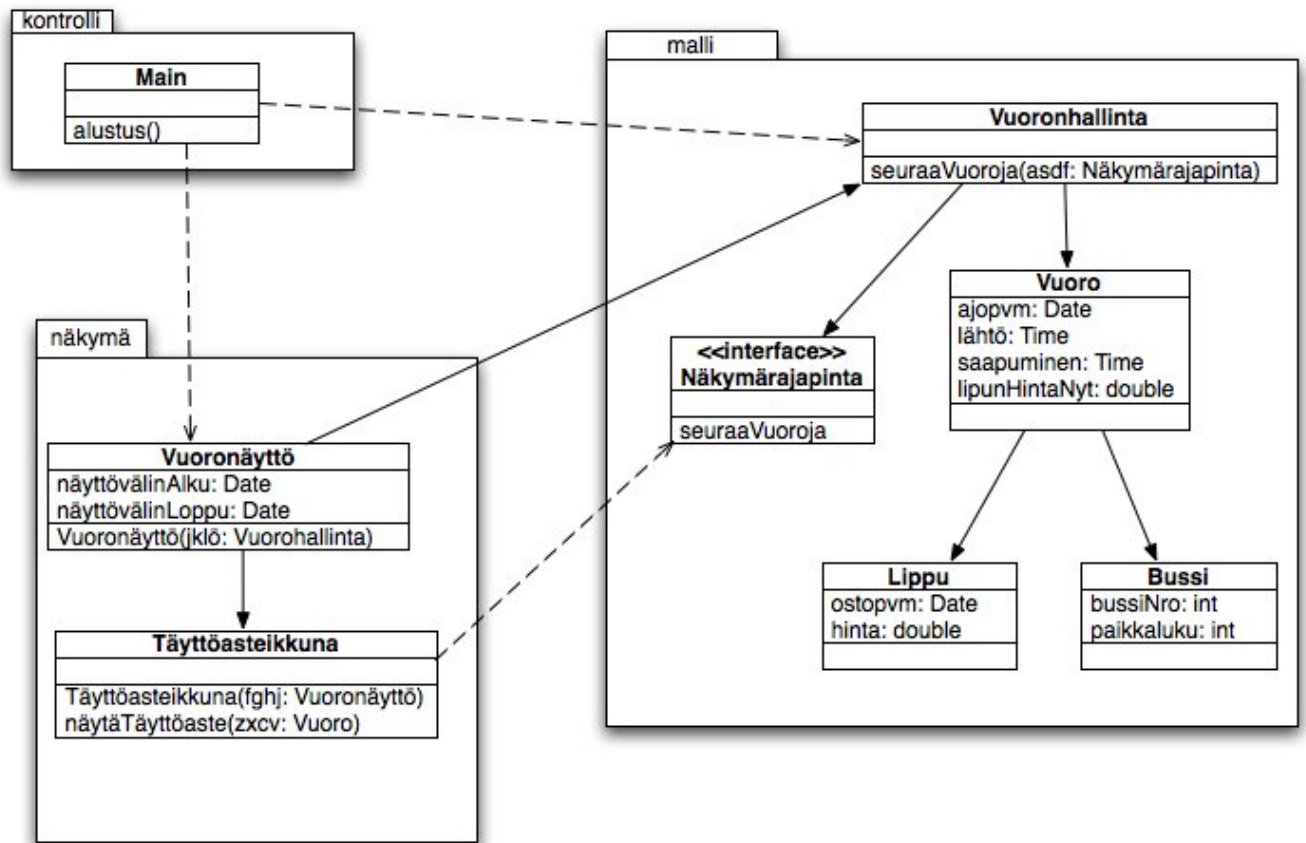 kontrolli
Main
alustus()
malli
Vuoronhallinta
seuraaVuoroja(asdf: Näkymärajapinta)
Vuoro
ajopvm: Date
lähtö: Time
saapuminen: Time
lipunHintaNyt: double
<<interface>>
Näkymärajapinta
seuraaVuoroja
Lippu
ostopvm: Date
hinta: double
Bussi
bussiNro: int
paikkaluku: int
näkymä
Vuoronäyttö
näyttövälinAlku: Date
näyttövälinLoppu: Date
Vuoronäyttö(jklö: Vuorohallinta)
Täyttöasteikkuna
Täyttöasteikkuna(fghj: Vuoronäyttö)
näytäTäyttöaste(zxcv: Vuoro)